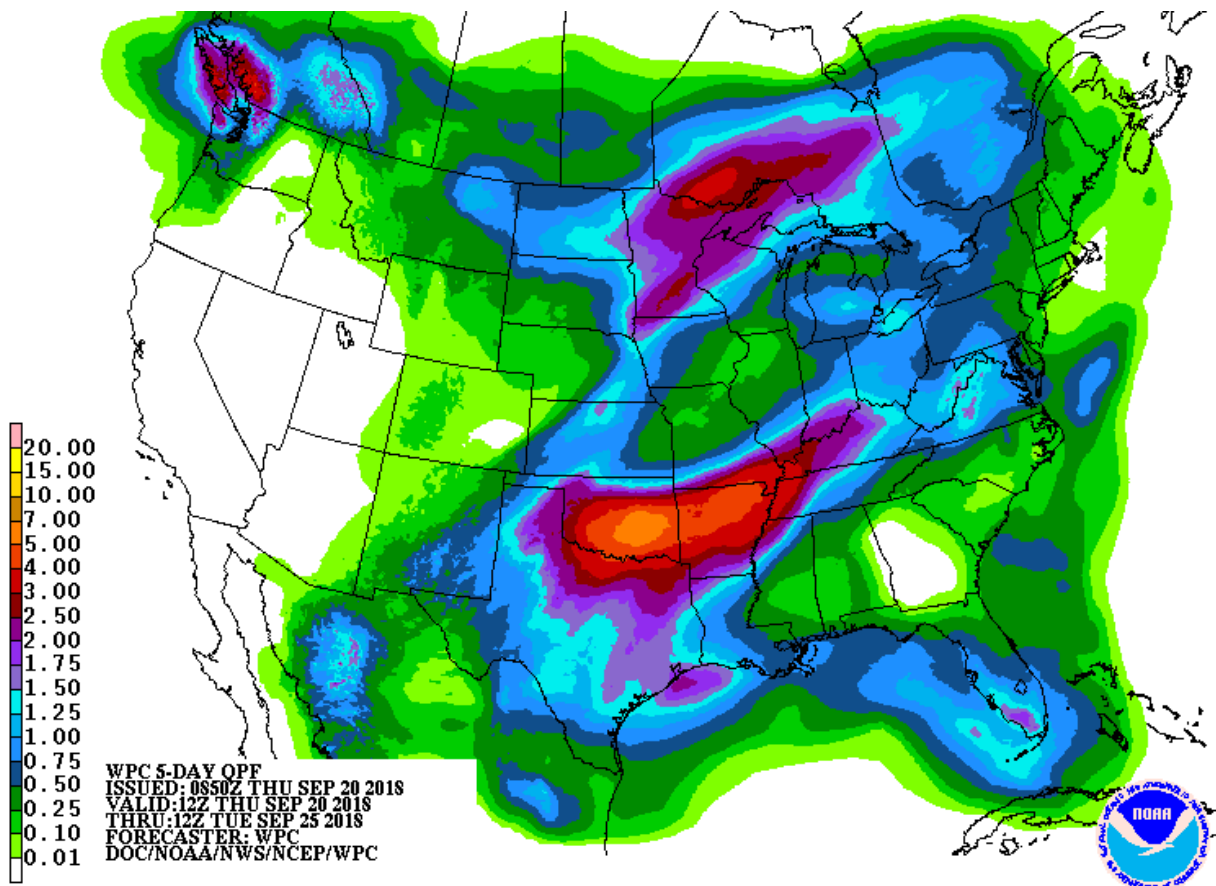 20.00
15.00
10.00
7.00
5.00
4.00
3.00
2.50
2.00
1.75
1.50
1.25
1.00
0.75
0.50
0.25
0.10
0.01
WPC 5-DAY QPF
ISSUED: 0850Z THU SEP 20 2018
VALID:12Z THU SEP 20 2018
THRU:12Z TUE SEP 25 2018
FORECASTER: WPC
DOC/NOAA/NWS/NCEP/WPC
NOAA